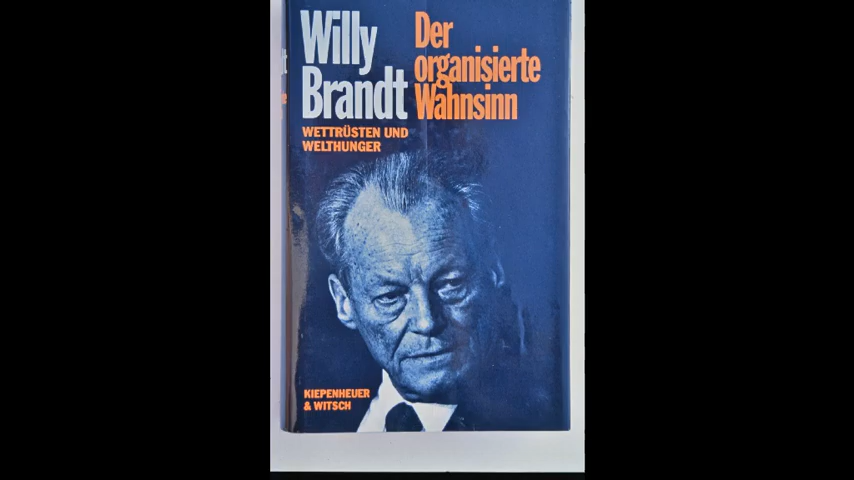 Willy
Brandt
Der
organisierte
Wahnsinn
WETTRÜSTEN UND
WELTHUNGER
KIEPENHEUER
& WITSCH